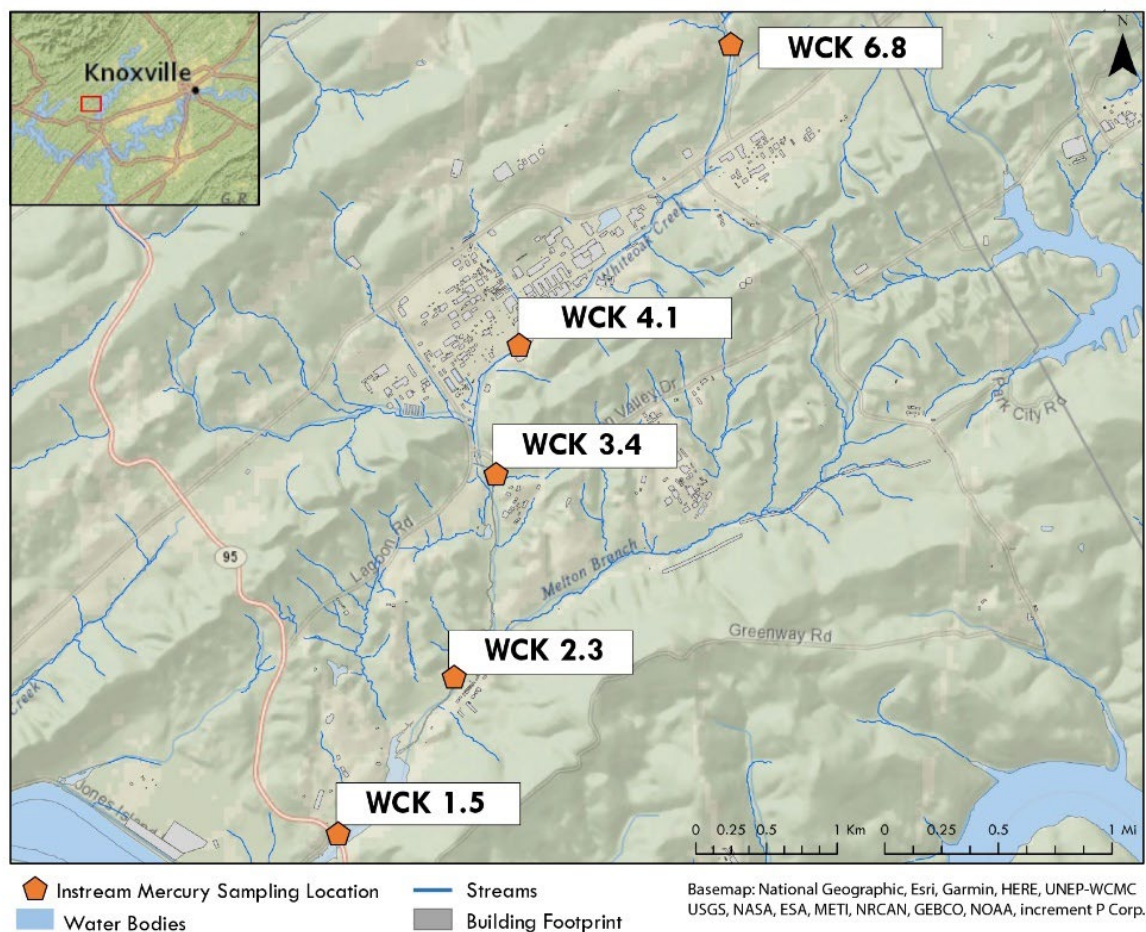 Knoxville
G. R.
N
WCK 6.8
Whiteoak Creek
WCK 4.1
Valley Dr
Park City Rd
WCK 3.4
95
Lagoon Rd
Melton Branch
Greenway Rd
WCK 2.3
Creek
Jones Island
WCK 1.5
0 0.25 0.5 1 Km 0 0.25 0.5 1 Mi
Instream Mercury Sampling Location
Streams
Water Bodies
Building Footprint
Basemap: National Geographic, Esri, Garmin, HERE, UNEP-WCMC
USGS, NASA, ESA, METI, NRCAN, GEBCO, NOAA, increment P Corp.